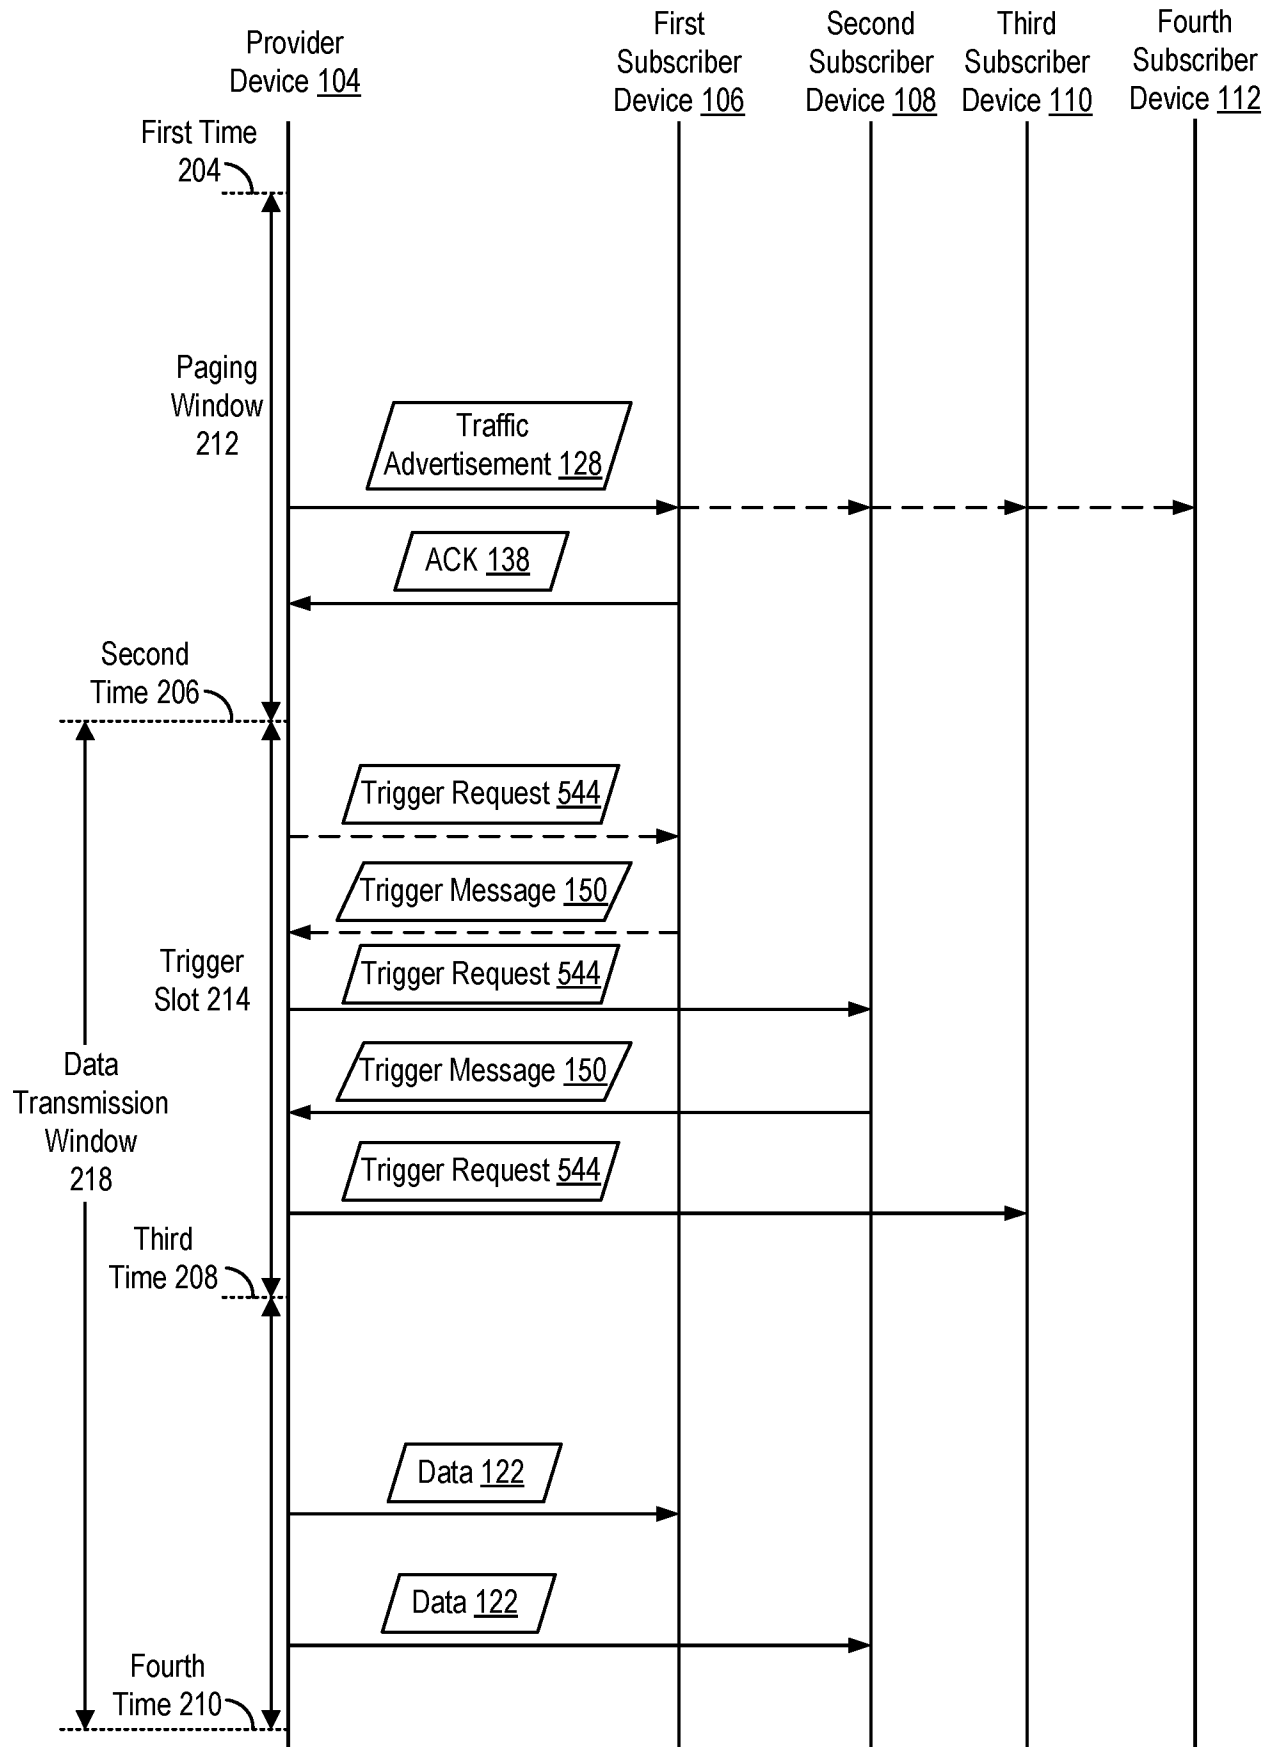 Provider
Device 104
First
Subscriber
Device 106
Second
Subscriber
Device 108
Third
Subscriber
Device 110
Fourth
Subscriber
Device 112
First Time
204
Paging
Window
212
Traffic
Advertisement 128
ACK 138
Second
Time 206
Trigger Request 544
Trigger Message 150
Trigger
Slot 214
Trigger Request 544
Data
Transmission
Window
218
Trigger Message 150
Trigger Request 544
Third
Time 208
Data 122
Data 122
Fourth
Time 210